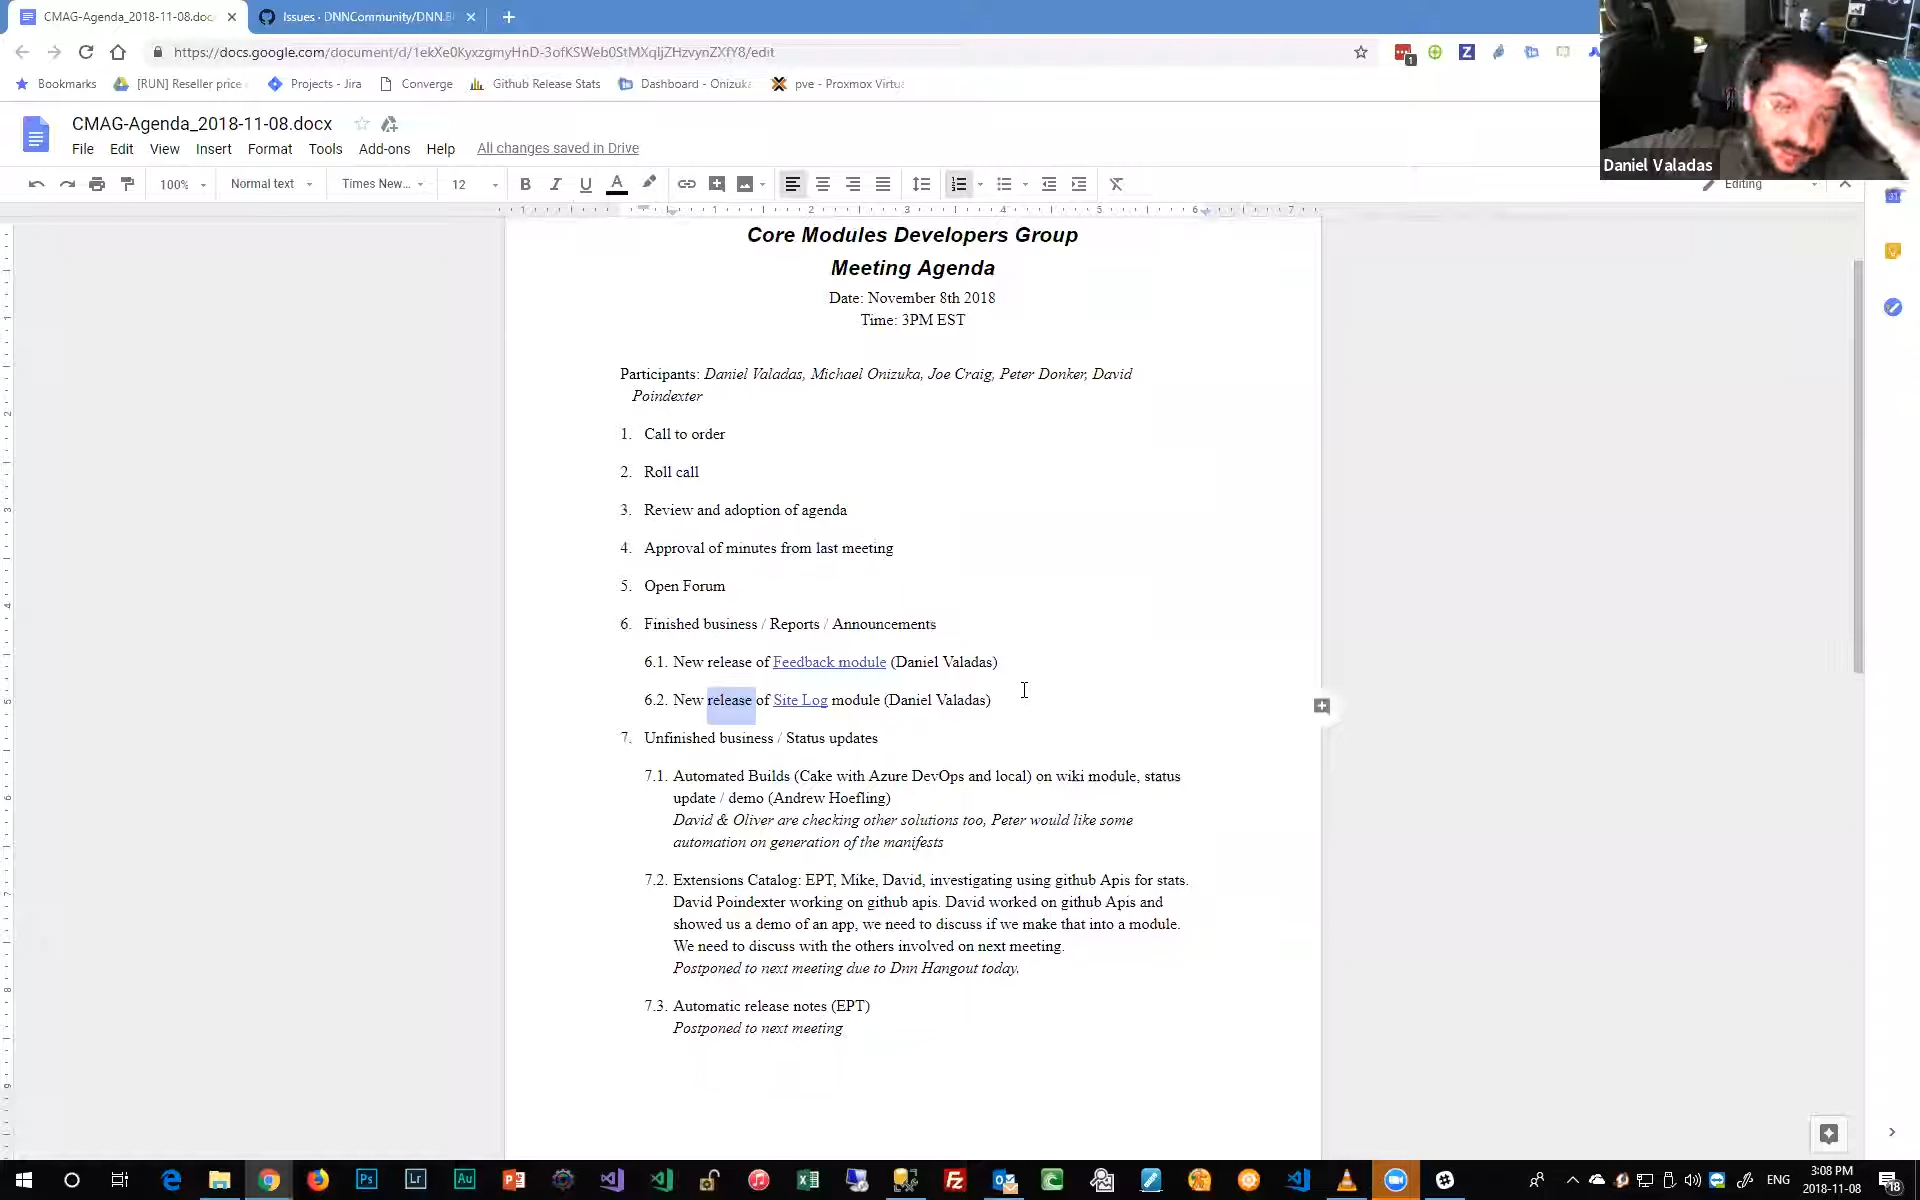 CMAG-Agenda_2018-11-08.doc
Issues · DNNCommunity/DNN.Bl
https://docs.google.com/document/d/1ekXe0KyxzgmyHnD-3ofKSWeb0StMXqIjZHzvynZXfY8/edit
Bookmarks [RUN] Reseller price Projects - Jira Converge Github Release Stats Dashboard - Onizuka pve - Proxmox Virtua
CMAG-Agenda_2018-11-08.docx
File Edit View Insert Format Tools Add-ons Help All changes saved in Drive
Daniel Valadas
100% Normal text Times New... 12 Editing
Core Modules Developers Group
Meeting Agenda
Date: November 8th 2018
Time: 3PM EST
Participants: Daniel Valadas, Michael Onizuka, Joe Craig, Peter Donker, David
Poindexter
1. Call to order
2. Roll call
3. Review and adoption of agenda
4. Approval of minutes from last meeting
5. Open Forum
6. Finished business / Reports / Announcements
6.1. New release of Feedback module (Daniel Valadas)
6.2. New release of Site Log module (Daniel Valadas)
7. Unfinished business / Status updates
7.1. Automated Builds (Cake with Azure DevOps and local) on wiki module, status
update / demo (Andrew Hoefling)
David & Oliver are checking other solutions too, Peter would like some
automation on generation of the manifests
7.2. Extensions Catalog: EPT, Mike, David, investigating using github Apis for stats.
David Poindexter working on github apis. David worked on github Apis and
showed us a demo of an app, we need to discuss if we make that into a module.
We need to discuss with the others involved on next meeting.
Postponed to next meeting due to Dnn Hangout today.
7.3. Automatic release notes (EPT)
Postponed to next meeting
ENG
3:08 PM
2018-11-08